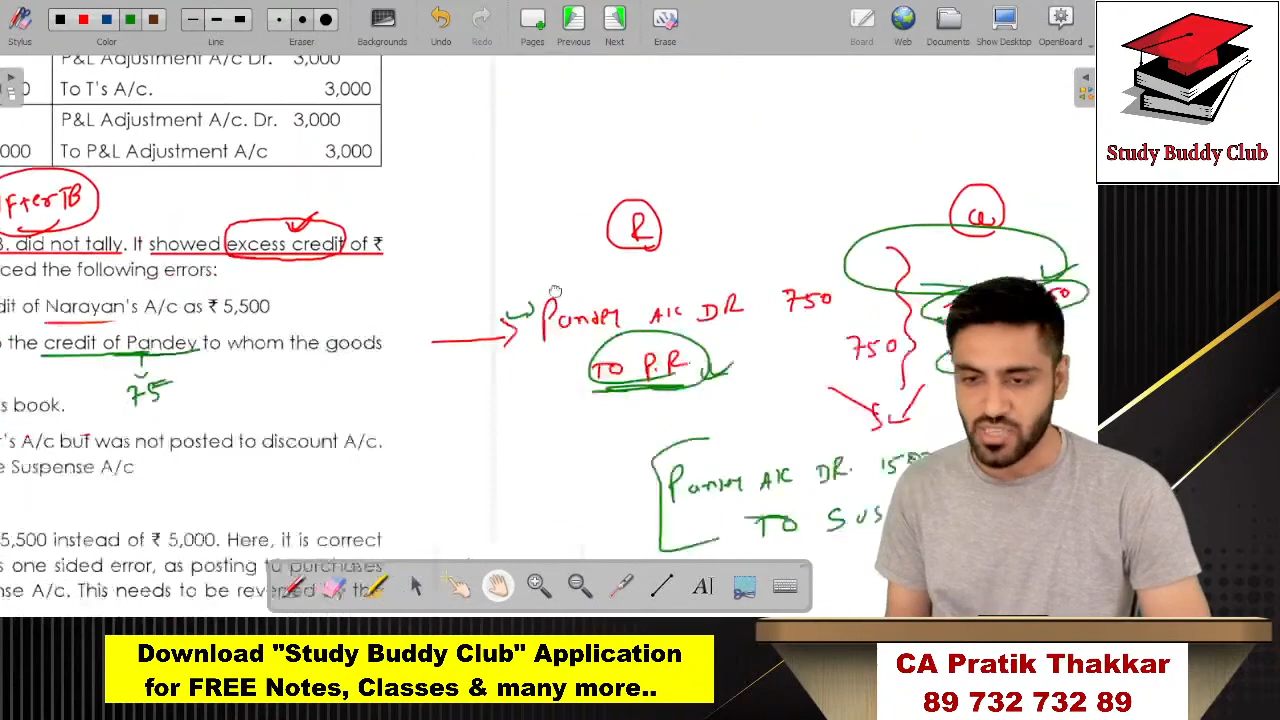 Stylus Color Line Eraser Backgrounds Undo Redo Pages Previous Next Erase Board Web Documents Show Desktop OpenBoard
Study Buddy Club
P&L Adjustment A/c Dr. 3,000
To T's A/c. 3,000
P&L Adjustment A/c. Dr. 3,000
000 To P&L Adjustment A/c 3,000
After TB
R
B. did not tally. It showed excess credit of ₹
ced the following errors:
dit of Narayan's A/c as ₹ 5,500
Pandey A/c DR 750
750
o the credit of Pandey to whom the goods
TO P.R
75
s book.
S
's A/c but was not posted to discount A/c.
e Suspense A/c
Pandey A/c DR.
TO SUS
5,500 instead of ₹ 5,000. Here, it is correct
s one sided error, as posting to purchases
nse A/c. This needs to be rever the
Download "Study Buddy Club" Application
for FREE Notes, Classes & many more..
CA Pratik Thakkar
89 732 732 89